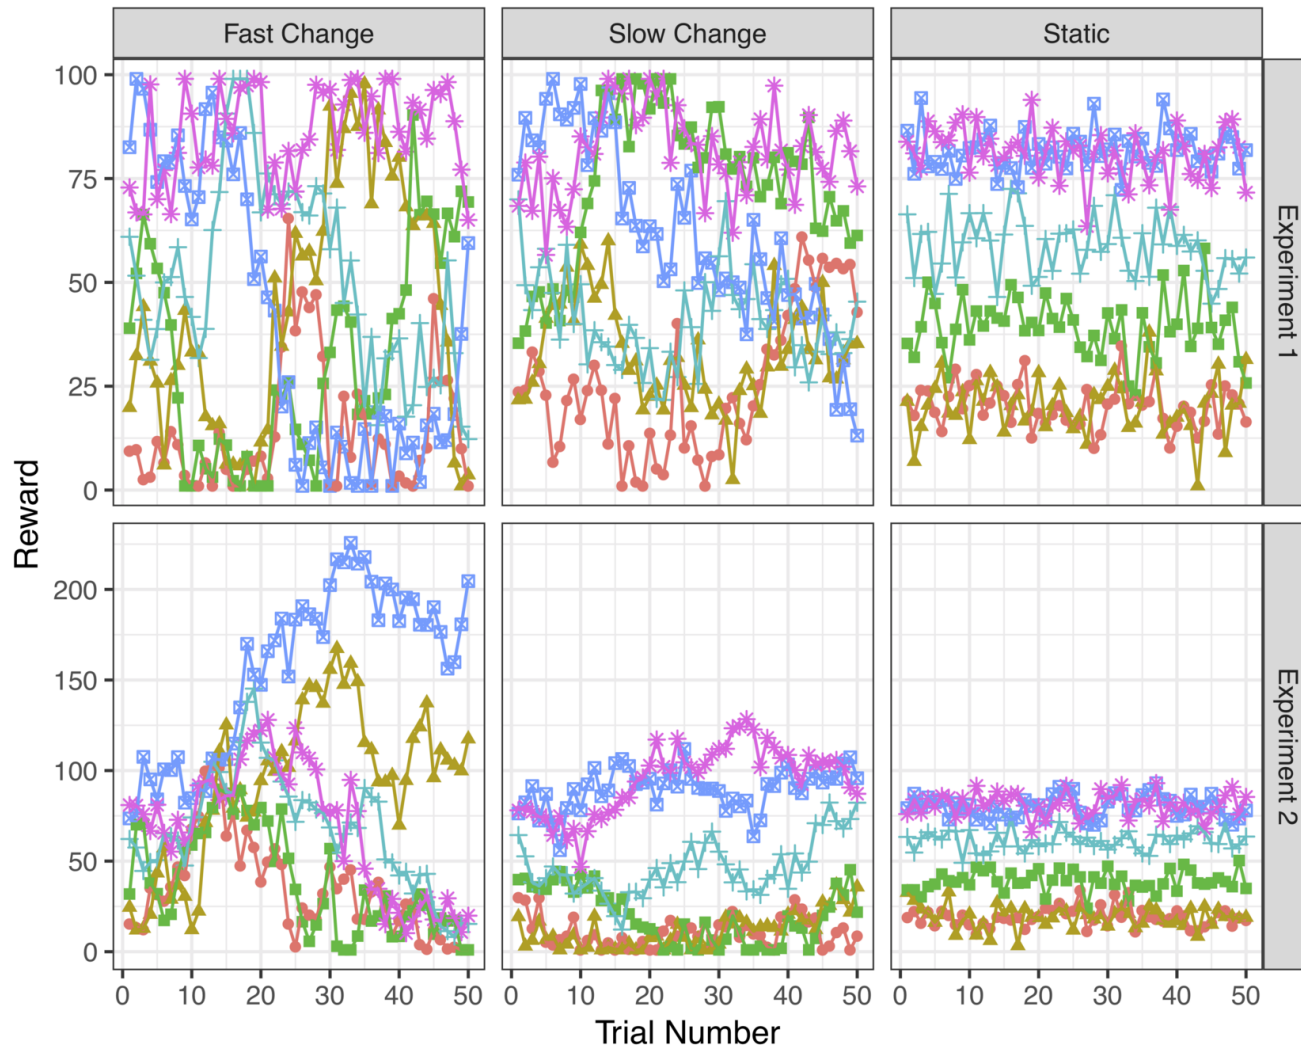 Fast Change
Slow Change
Static
Reward
100
75
50
25
0
Experiment 1
200
150
100
50
0
Experiment 2
0 10 20 30 40 50
0 10 20 30 40 50
0 10 20 30 40 50
Trial Number